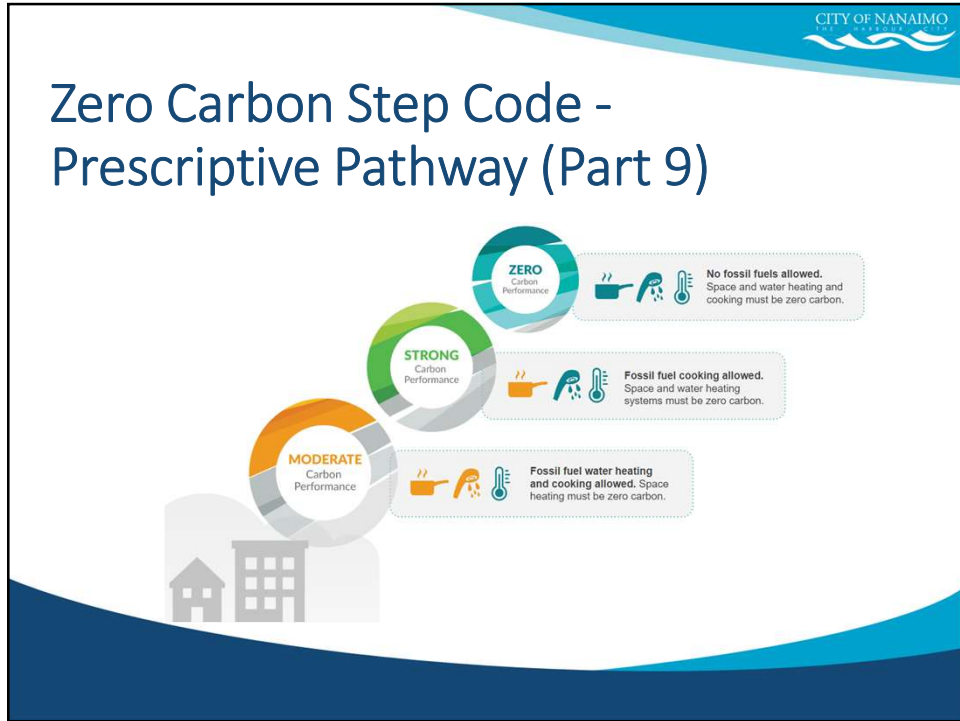 CITY OF NANAIMO
THE HARBOUR CITY
Zero Carbon Step Code -
Prescriptive Pathway (Part 9)
ZERO
Carbon
Performance
No fossil fuels allowed.
Space and water heating and
cooking must be zero carbon.
STRONG
Carbon
Performance
Fossil fuel cooking allowed.
Space and water heating
systems must be zero carbon.
MODERATE
Carbon
Performance
Fossil fuel water heating
and cooking allowed. Space
heating must be zero carbon.